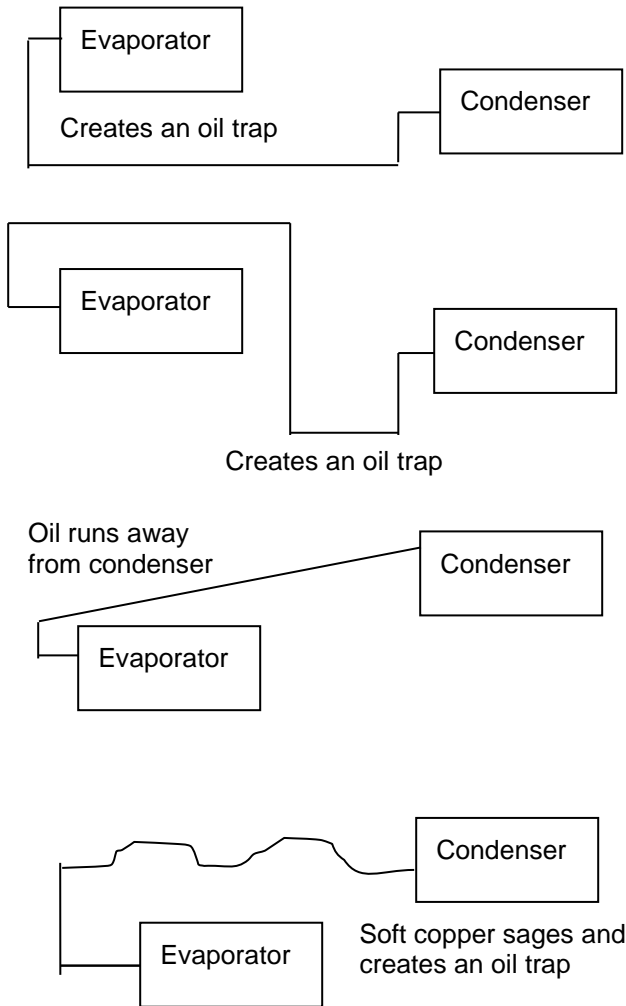 Evaporator
Condenser
Creates an oil trap
Evaporator
Condenser
Creates an oil trap
Oil runs away
from condenser
Condenser
Evaporator
Condenser
Soft copper sages and
creates an oil trap
Evaporator